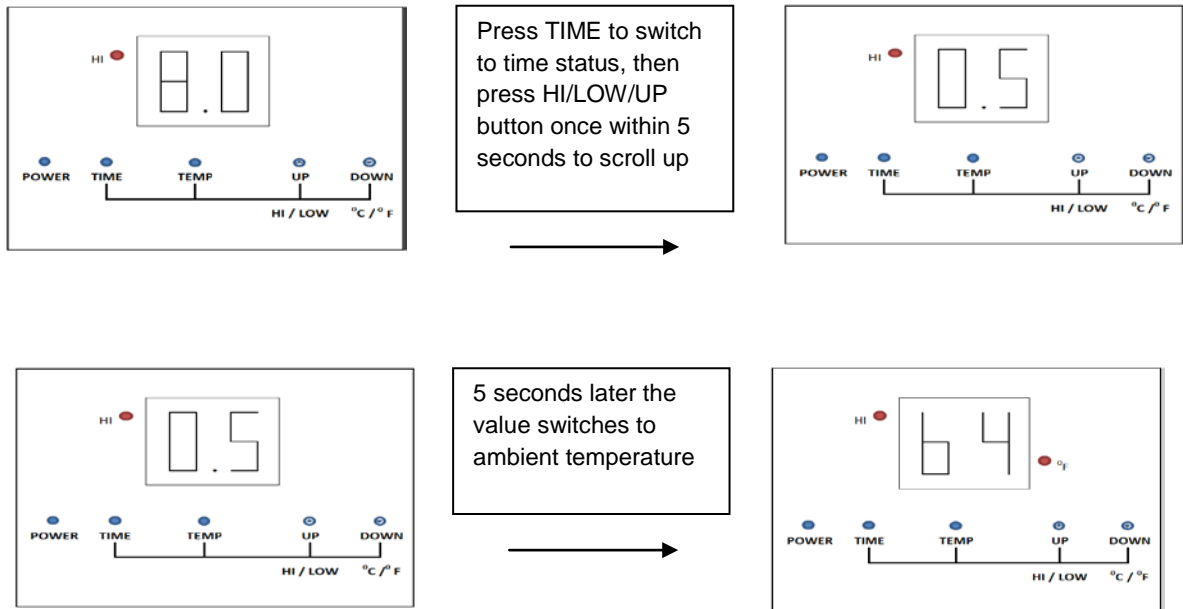 HI
8.0
POWER TIME TEMP UP DOWN
HI / LOW °C / °F
Press TIME to switch
to time status, then
press HI/LOW/UP
button once within 5
seconds to scroll up
HI
0.5
POWER TIME TEMP UP DOWN
HI / LOW °C / °F
HI
0.5
POWER TIME TEMP UP DOWN
HI / LOW °C / °F
5 seconds later the
value switches to
ambient temperature
HI
64
°F
POWER TIME TEMP UP DOWN
HI / LOW °C / °F